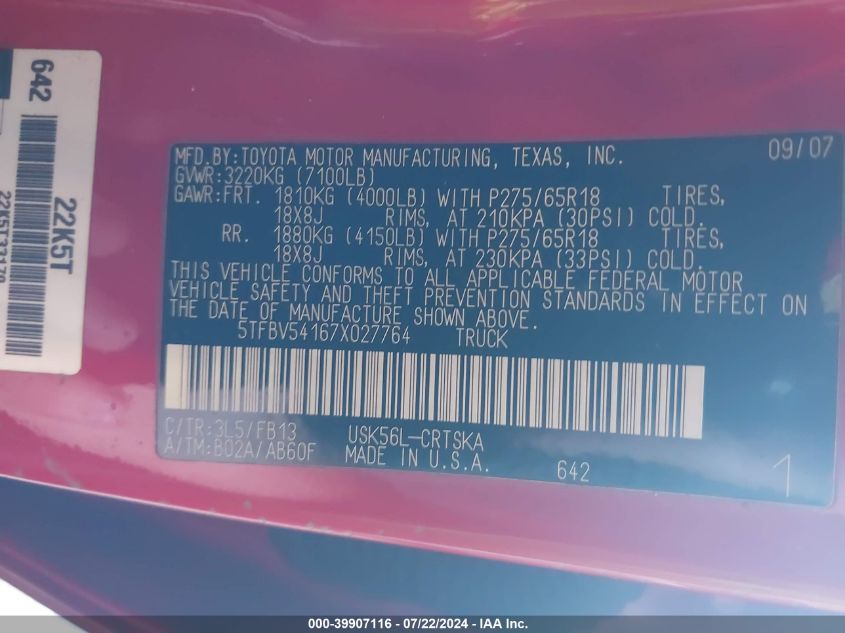 642
22K5T
MFD.BY:TOYOTA MOTOR MANUFACTURING, TEXAS, INC. 09/07
GVWR:3220KG (7100LB)
GAWR:FRT. 1810KG (4000LB) WITH P275/65R18 TIRES,
18X8J RIMS, AT 210KPA (30PSI) COLD.
RR. 1880KG (4150LB) WITH P275/65R18 TIRES,
18X8J RIMS, AT 230KPA (33PSI) COLD.
THIS VEHICLE CONFORMS TO ALL APPLICABLE FEDERAL MOTOR
VEHICLE SAFETY AND THEFT PREVENTION STANDARDS IN EFFECT ON
THE DATE OF MANUFACTURE SHOWN ABOVE.
5TFBV54167X027764 TRUCK
C/TR:3L5/FB13 USK56L-CRTSKA
A/TM:B02A/AB60F MADE IN U.S.A. 642 1
000-39907116 - 07/22/2024 - IAA Inc.